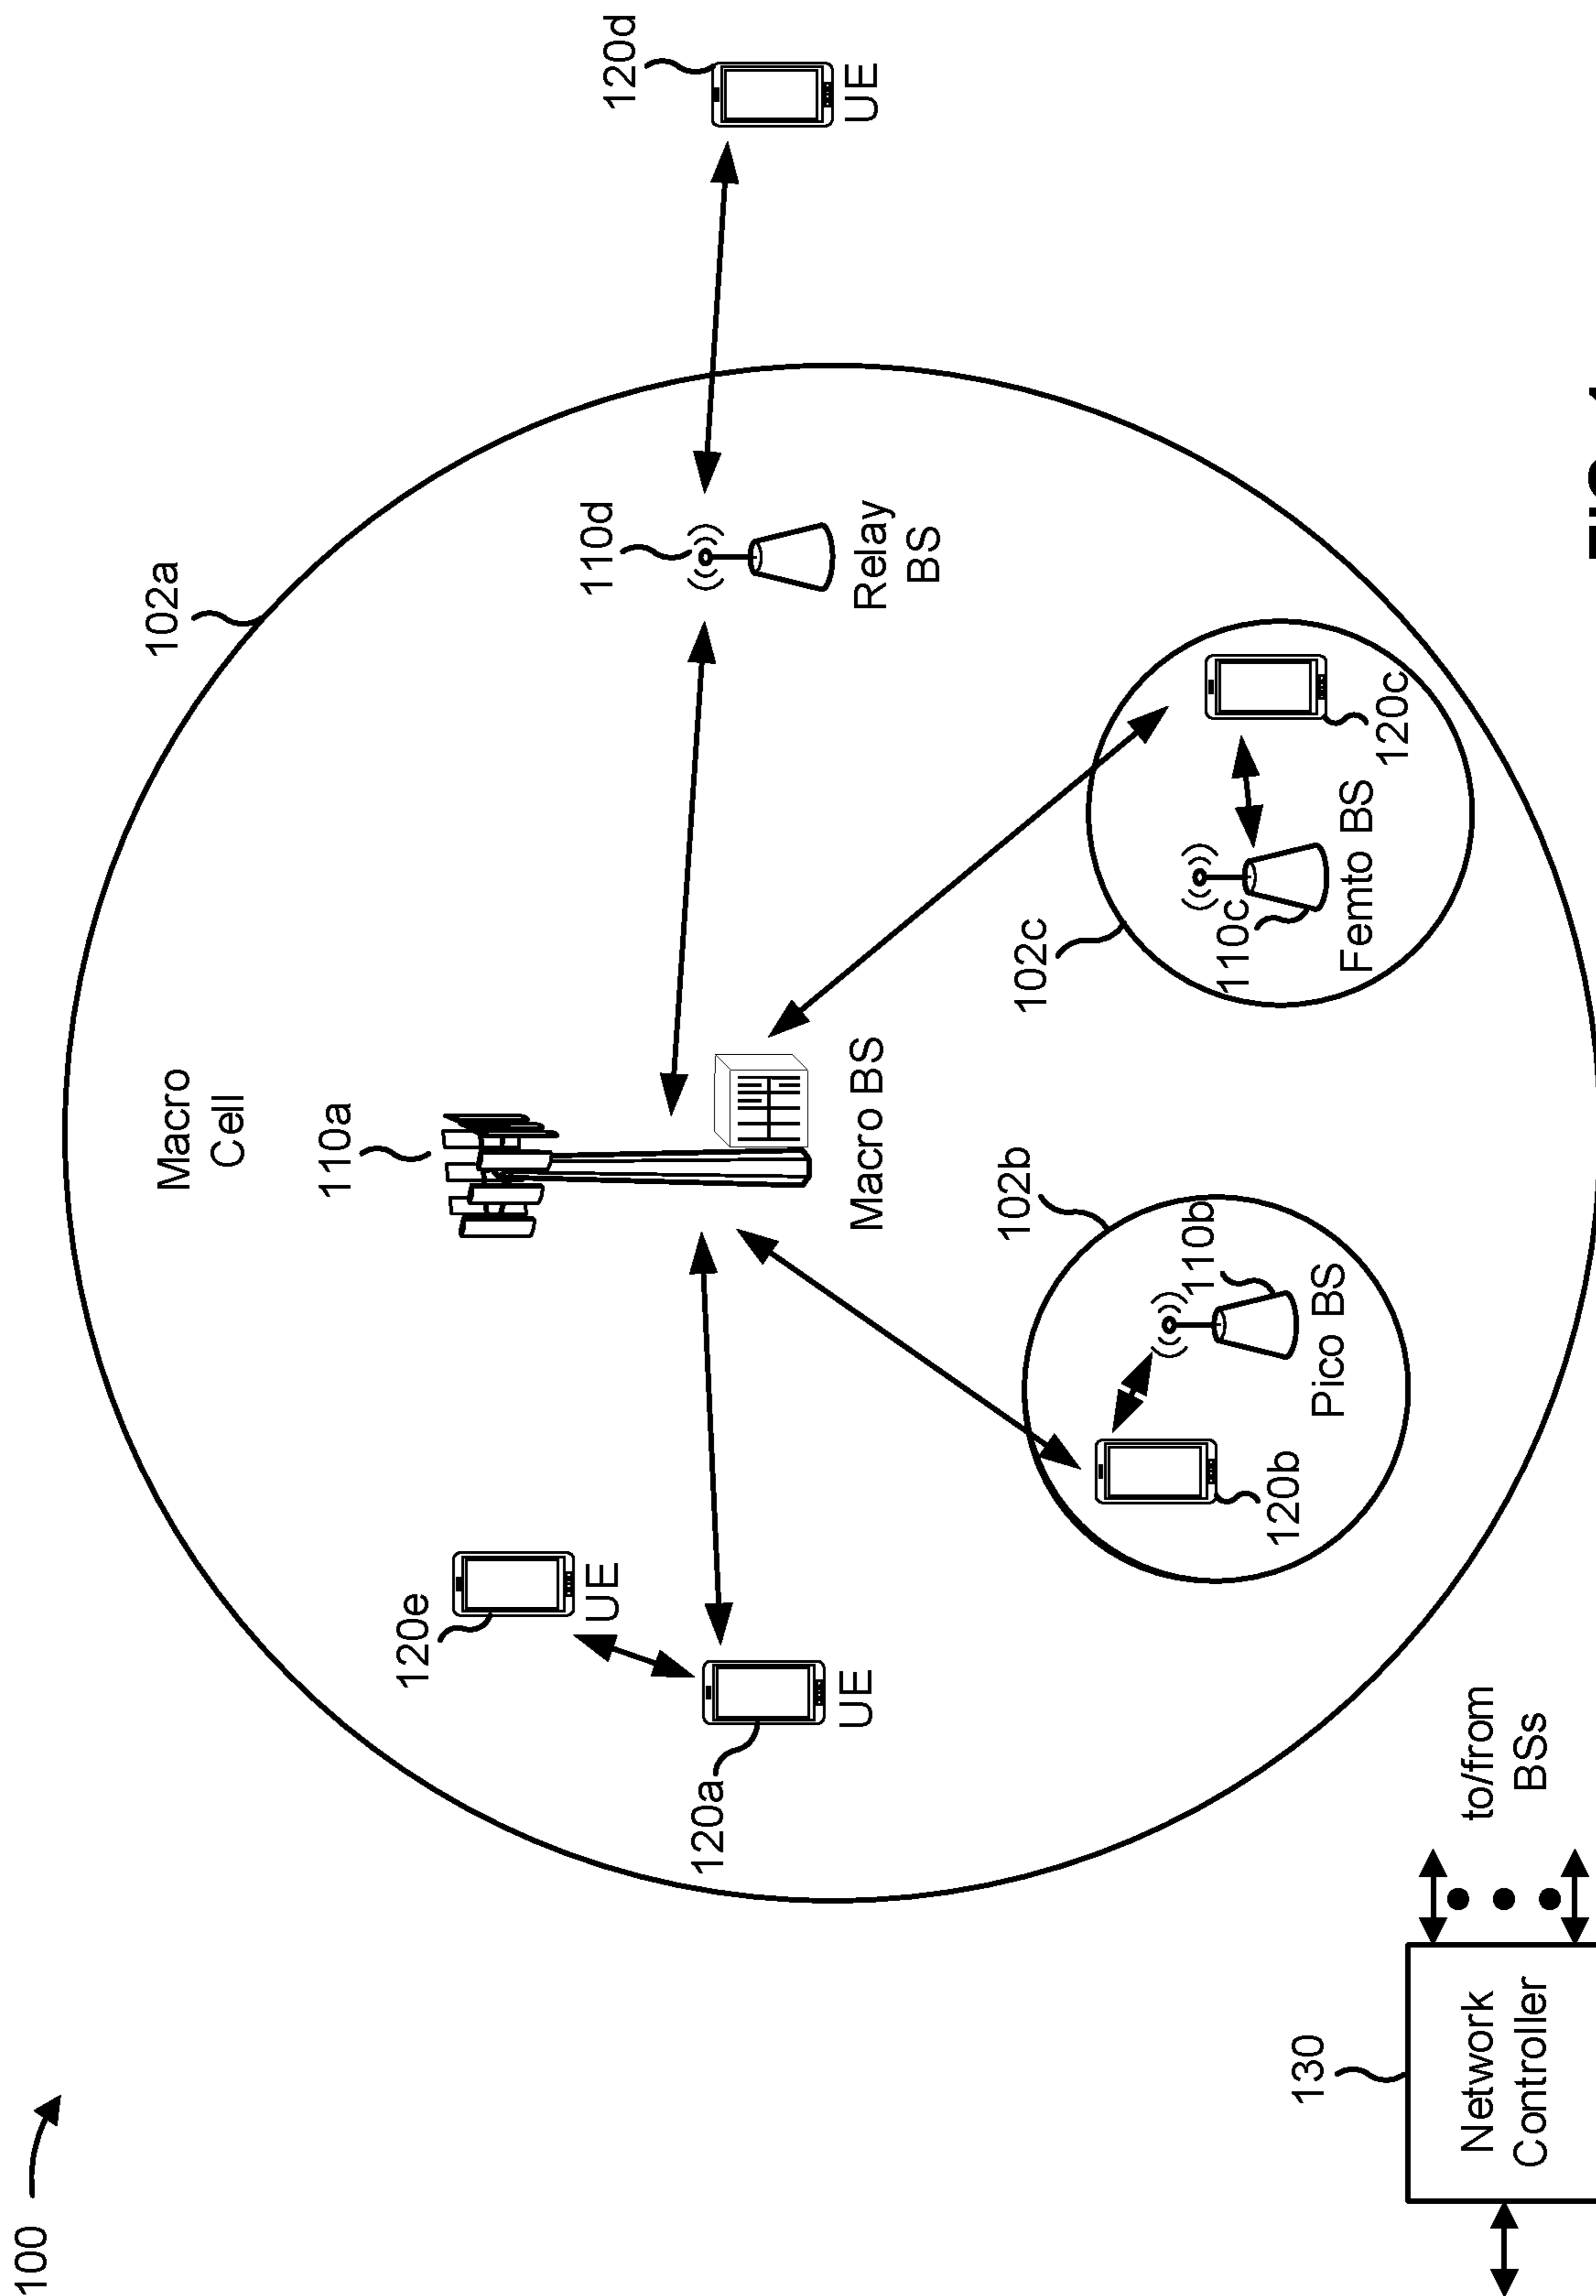 100
102a
Macro
Cell
110a
120e
UE
110d
Relay
BS
120d
UE
120a
UE
Macro BS
102b
110b
Pico BS
120b
102c
110c
Femto BS
120c
130
Network
Controller
to/from
BSs